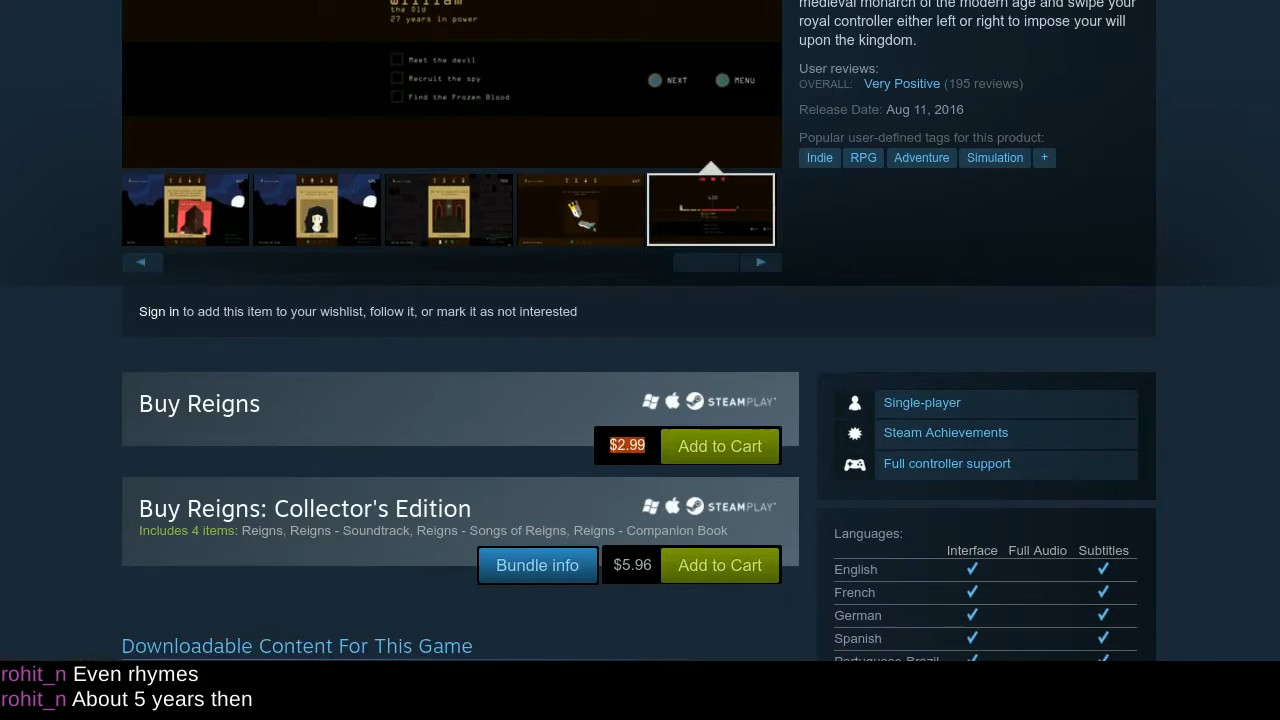 William
the Old
27 years in power
Meet the devil
Recruit the spy
Find the Frozen Blood
NEXT
MENU
medieval monarch of the modern age and swipe your
royal controller either left or right to impose your will
upon the kingdom.
User reviews:
OVERALL: Very Positive (195 reviews)
Release Date: Aug 11, 2016
Popular user-defined tags for this product:
Indie RPG Adventure Simulation +
Sign in to add this item to your wishlist, follow it, or mark it as not interested
Buy Reigns
STEAMPLAY
$2.99 Add to Cart
Buy Reigns: Collector's Edition
STEAMPLAY
Includes 4 items: Reigns, Reigns - Soundtrack, Reigns - Songs of Reigns, Reigns - Companion Book
Bundle info $5.96 Add to Cart
Downloadable Content For This Game
Single-player
Steam Achievements
Full controller support
Languages:
Interface Full Audio Subtitles
English ✔ ✔
French ✔ ✔
German ✔ ✔
Spanish ✔ ✔
Portuguese-Brazil
rohit_n Even rhymes
rohit_n About 5 years then